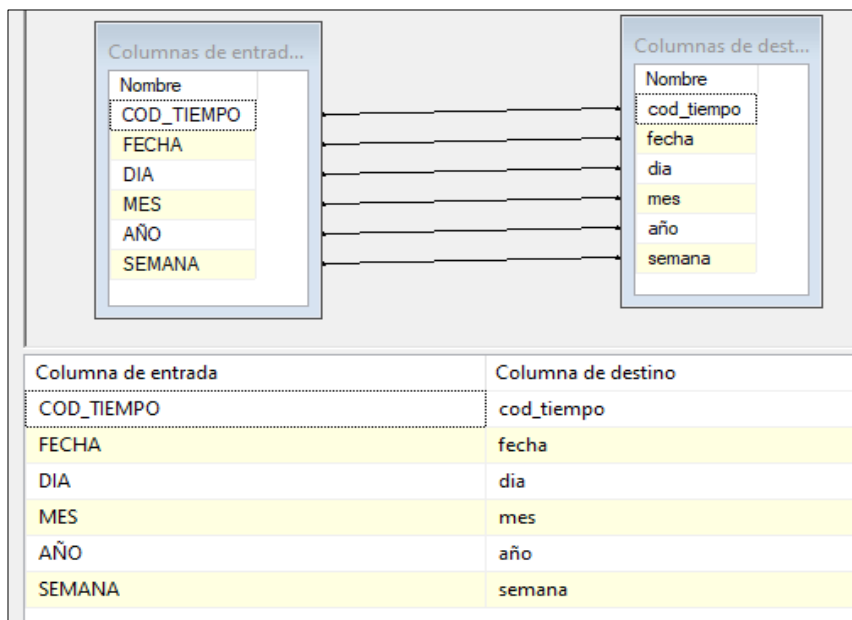 Columnas de entrad...
Nombre
COD_TIEMPO
FECHA
DIA
MES
AÑO
SEMANA
Columnas de dest...
Nombre
cod_tiempo
fecha
dia
mes
año
semana
Columna de entrada Columna de destino
COD_TIEMPO cod_tiempo
FECHA fecha
DIA dia
MES mes
AÑO año
SEMANA semana